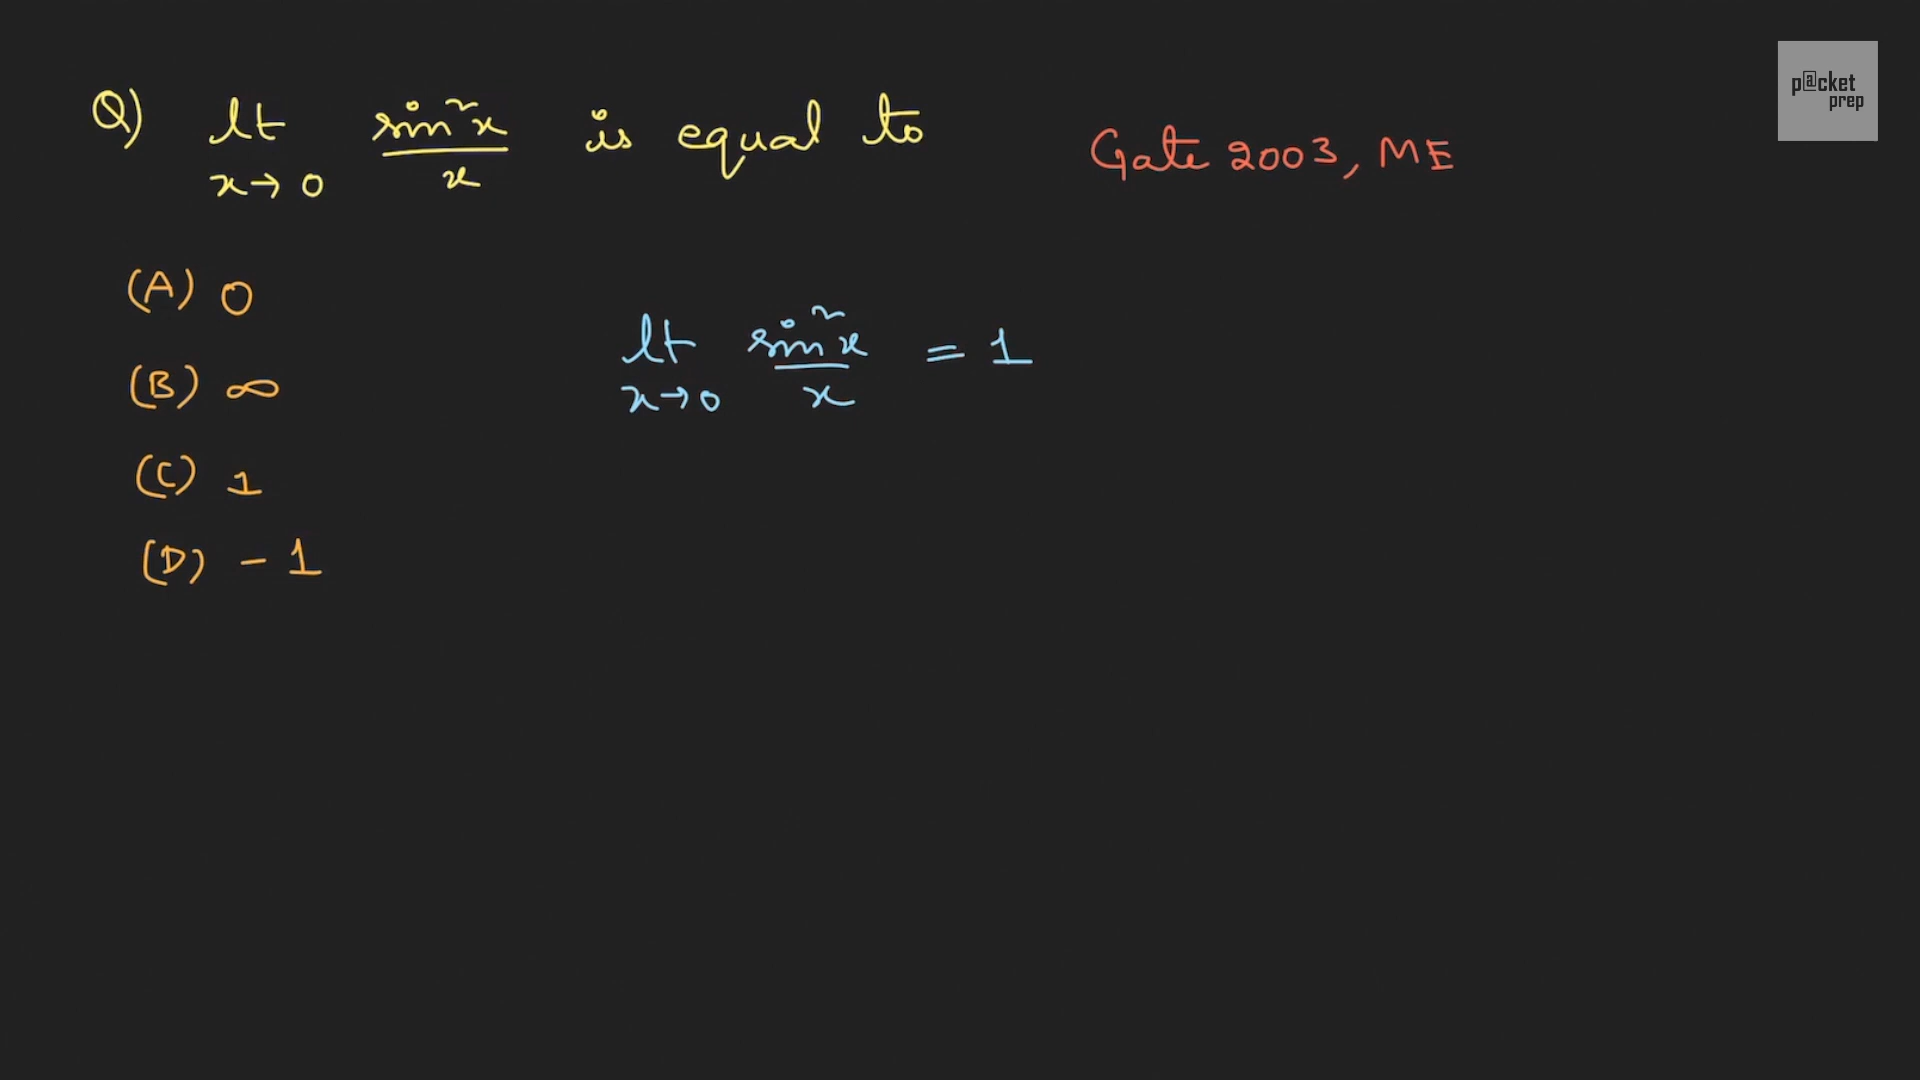 Q) lt sin²x / x is equal to
x→0
Gate 2003, ME
p@cket
prep
(A) 0
(B) ∞
(C) 1
(D) - 1
lt sin²x / x = 1
x→0